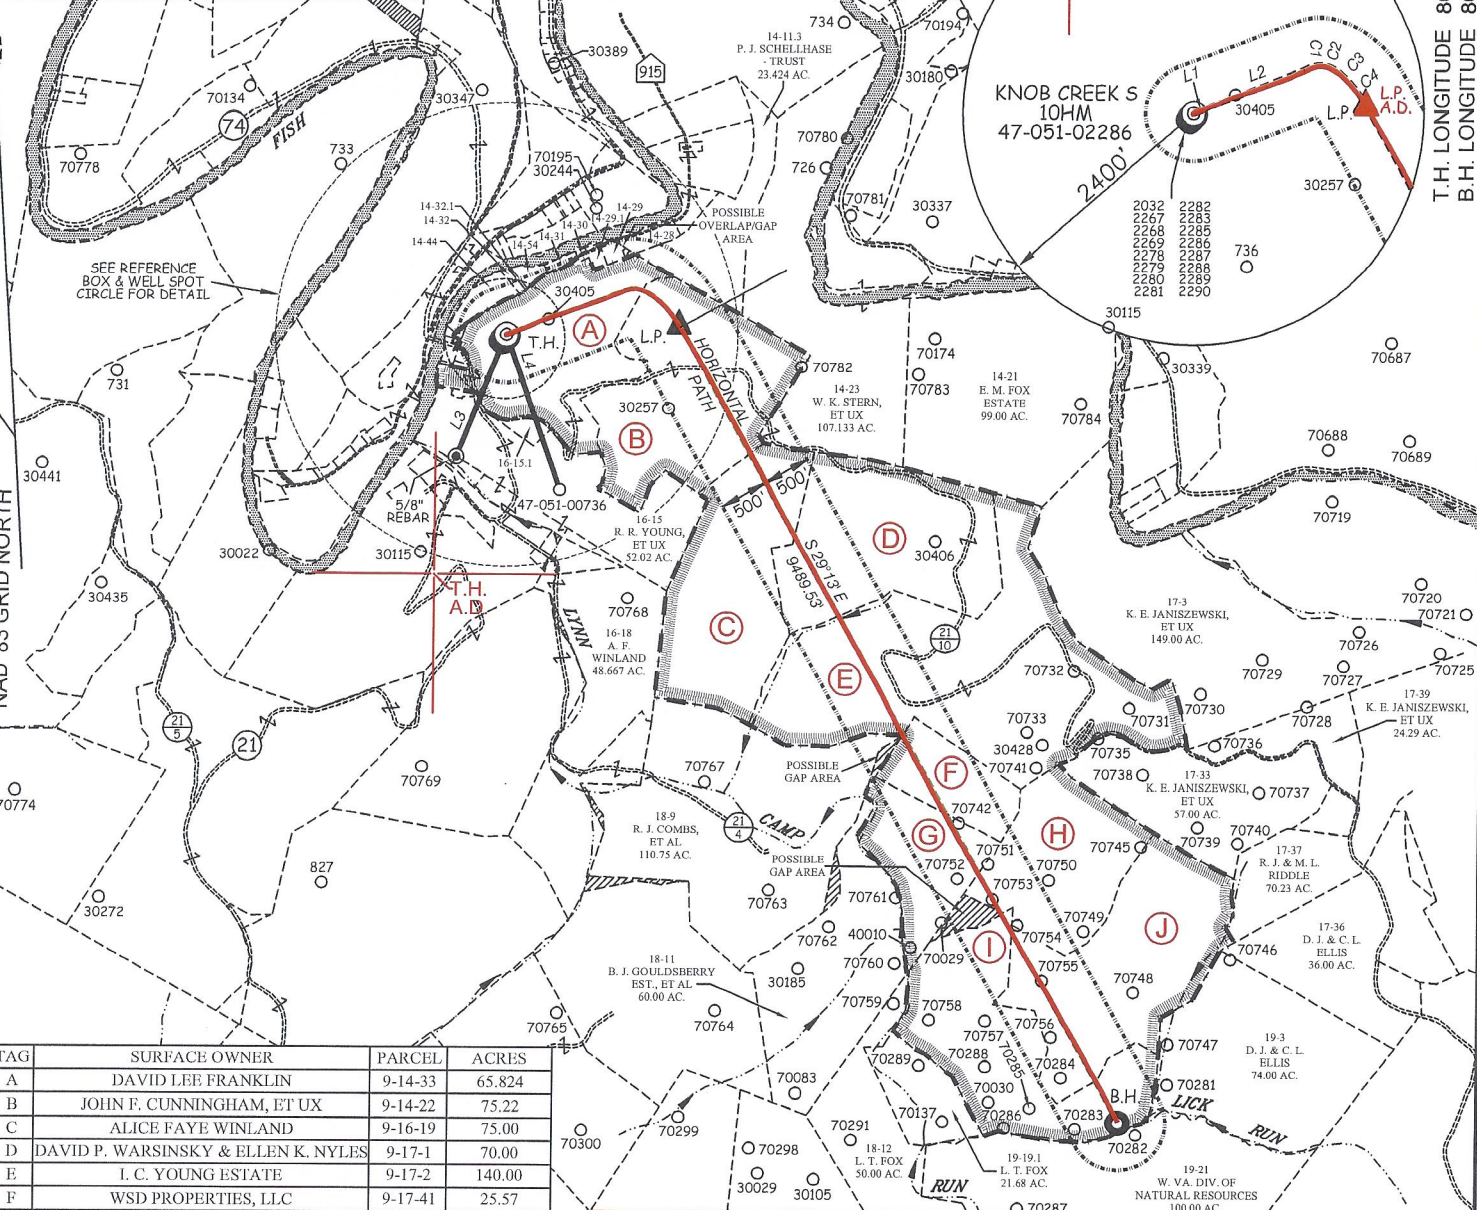 T.H. LONGITUDE
B.H. LONGITUDE
GRID NORTH
734
70194
14-11.3
P. J. SCHELLHASE
- TRUST
23.424 AC.
30389
915
30180
70134
30347
74
FISH
733
70778
70780
726
70195
30244
70781
30337
14-32.1
14-32
14-44
14-54
14-31
14-30
14-29.1
14-29
14-28
POSSIBLE
OVERLAP/GAP
AREA
KNOB CREEK S
10HM
47-051-02286
2400'
L1
L2
C1
C2
C3
C4
30405
L.P.
L.P.
A.D.
30257
2032 2282
2267 2283
2268 2285
2269 2286
2278 2287
2279 2288
2280 2289
2281 2290
736
SEE REFERENCE
BOX & WELL SPOT
CIRCLE FOR DETAIL
30405
T.H.
A
L.P.
L4
L3
HORIZONTAL
PATH
30115
70174
70783
30339
70687
70782
731
14-23
W. K. STERN,
ET UX
107.133 AC.
14-21
E. M. FOX
ESTATE
99.00 AC.
70784
30257
B
70688
70689
30441
16-15.1
5/8"
REBAR
47-051-00736
500'
500'
70719
16-15
R. R. YOUNG,
ET UX
52.02 AC.
30022
30115
D
30406
S 29°13' E
9489.53'
30435
T.H.
A.D.
LYNN
70768
16-18
A. F.
WINLAND
48.667 AC.
C
21
10
17-3
K. E. JANISZEWSKI,
ET UX
149.00 AC.
70720
70721
70726
70725
70729
70727
70732
E
21
5
21
70731
70730
70728
17-39
K. E. JANISZEWSKI,
ET UX
24.29 AC.
70733
30428
70741
70735
70736
70738
70769
70767
POSSIBLE
GAP AREA
F
17-33
K. E. JANISZEWSKI,
ET UX
57.00 AC.
70737
70774
18-9
R. J. COMBS,
ET AL
110.75 AC.
21
4
CAMP
G
70742
H
70739
70740
70745
17-37
R. J. & M. L.
RIDDLE
70.23 AC.
827
POSSIBLE
GAP AREA
70752
70751
70750
70753
30272
70763
70761
70762
40010
70029
70754
70749
J
17-36
D. J. & C. L.
ELLIS
36.00 AC.
70746
I
18-11
B. J. GOULDSBERRY
EST., ET AL
60.00 AC.
30185
70760
70755
70748
70765
70764
70759
70758
70757
70756
70747
19-3
D. J. & C. L.
ELLIS
74.00 AC.
70289
70288
70285
70284
70083
70030
70281
B.H.
LICK
RUN
70300
70299
70137
70286
70283
70282
70291
70298
30029
30105
18-12
L. T. FOX
50.00 AC.
RUN
19-19.1
L. T. FOX
21.68 AC.
70287
19-21
W. VA. DIV. OF
NATURAL RESOURCES
100.00 AC.
TAG SURFACE OWNER PARCEL ACRES
A DAVID LEE FRANKLIN 9-14-33 65.824
B JOHN F. CUNNINGHAM, ET UX 9-14-22 75.22
C ALICE FAYE WINLAND 9-16-19 75.00
D DAVID P. WARSINSKY & ELLEN K. NYLES 9-17-1 70.00
E I. C. YOUNG ESTATE 9-17-2 140.00
F WSD PROPERTIES, LLC 9-17-41 25.57